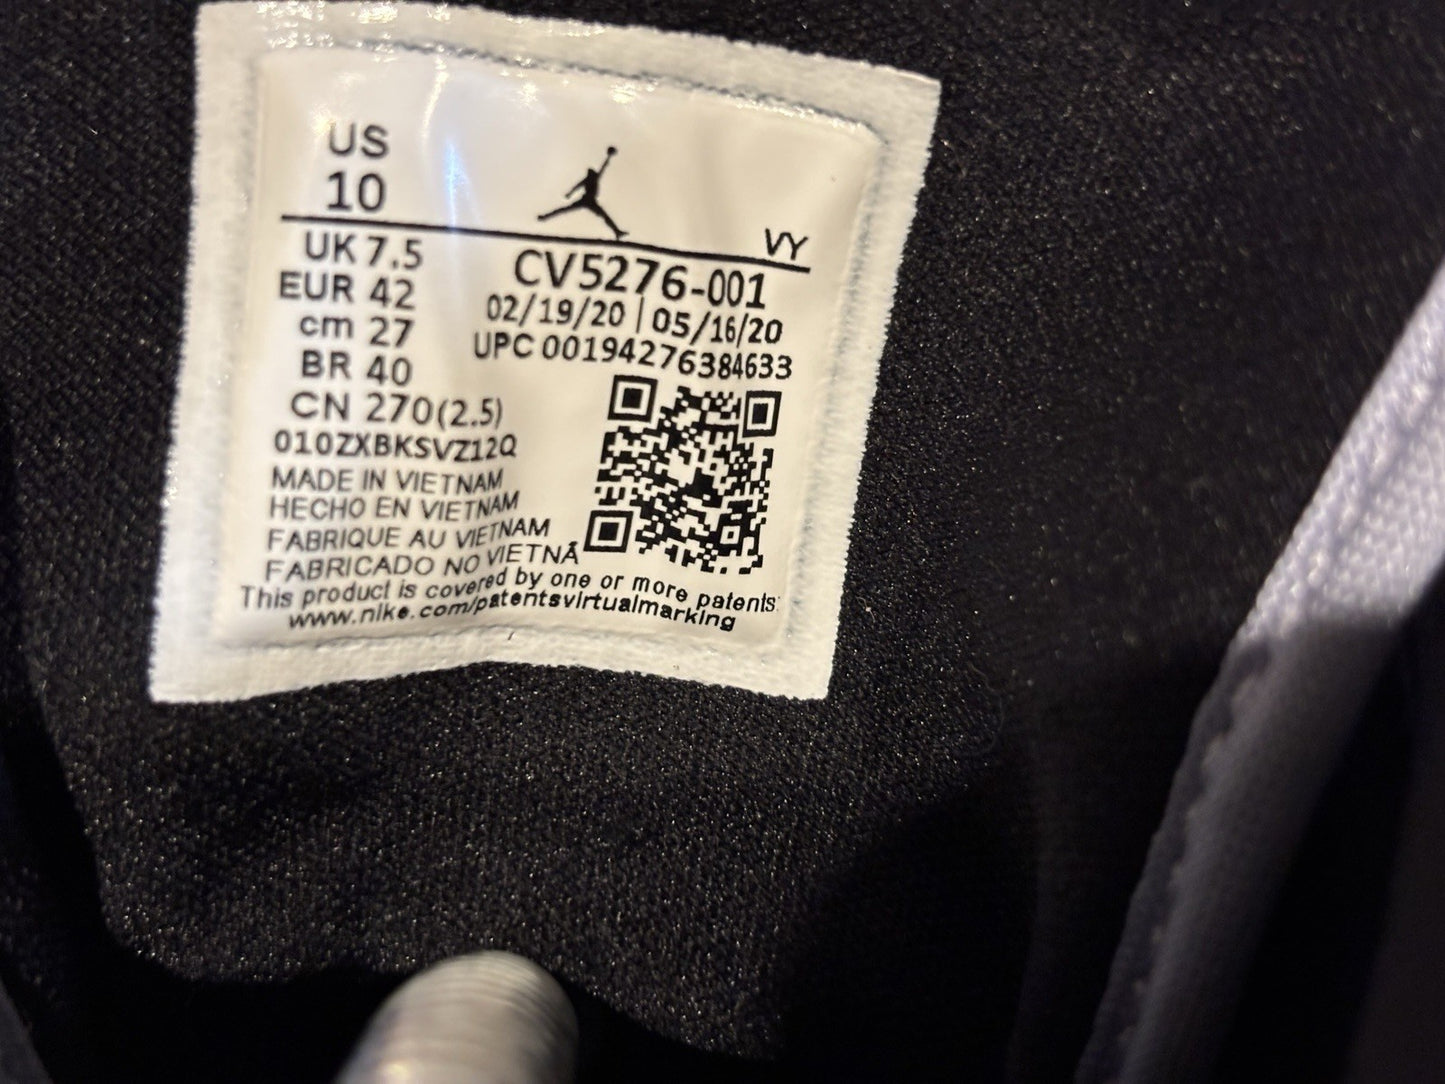 US
10
VY
UK 7.5
EUR 42
cm 27
BR 40
CN 270(2.5)
CV5276-001
02/19/20 | 05/16/20
UPC 00194276384633
010ZXBKSVZ12Q
MADE IN VIETNAM
HECHO EN VIETNAM
FABRIQUE AU VIETNAM
FABRICADO NO VIETNÃ
This product is covered by one or more patents:
www.nike.com/patentsvirtualmarking